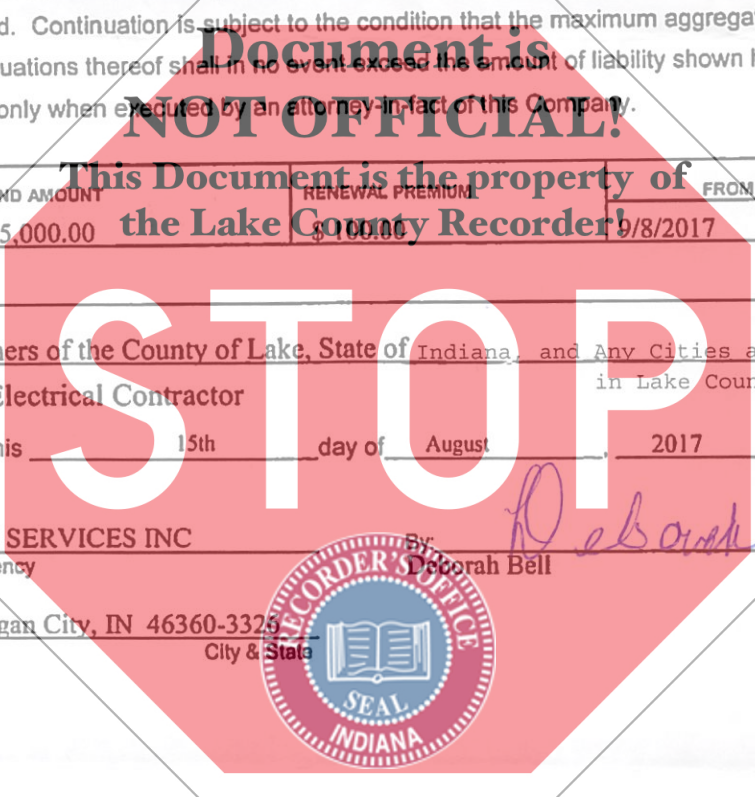 d. Continuation is subject to the condition that the maximum aggrega
Document is
uations thereof shall in no event exceed the amount of liability shown h
NOT OFFICIAL!
only when executed by an attorney-in-fact of this Company.
This Document is the property of
ND AMOUNT RENEWAL PREMIUM FROM
the Lake County Recorder!
5,000.00 $ 100.00 9/8/2017
STOP
ners of the County of Lake, State of Indiana, and Any Cities a
in Lake Coun
Electrical Contractor
his 15th day of August, 2017
SERVICES INC By: Deborah
ency Deborah Bell
gan City, IN 46360-3326
City & State
RECORDER'S OFFICE
SEAL
INDIANA